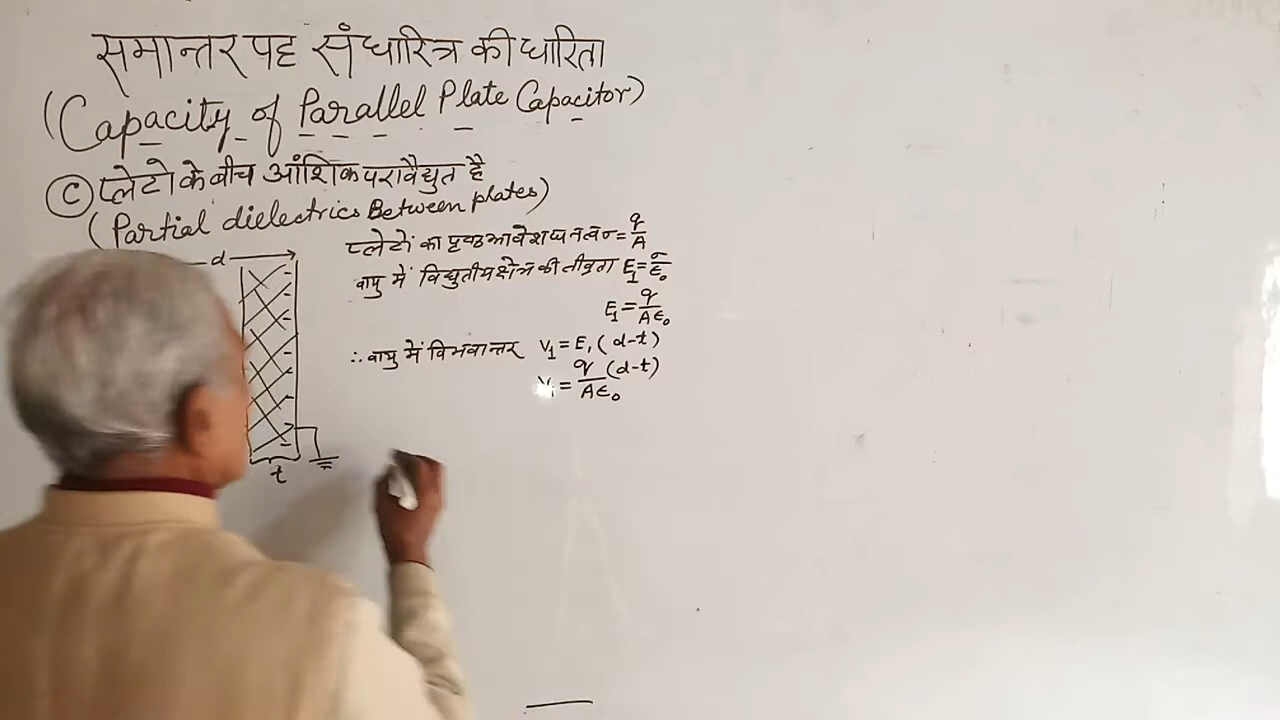 समान्तर पट्ट संधारित्र की धारिता
(Capacity of Parallel Plate Capacitor)
(C) प्लेटो के बीच आंशिक परावैद्युत है
(Partial dielectrics Between plates)
d
प्लेटों का पृष्ठ आवेश घनत्व = q/A
वायु में विद्युतीय क्षेत्र की तीव्रता E₁ = σ/ε₀
E₁ = q/Aε₀
∴ वायु में विभवान्तर V₁ = E₁ (d-t)
V₁ = q/Aε₀ (d-t)
t